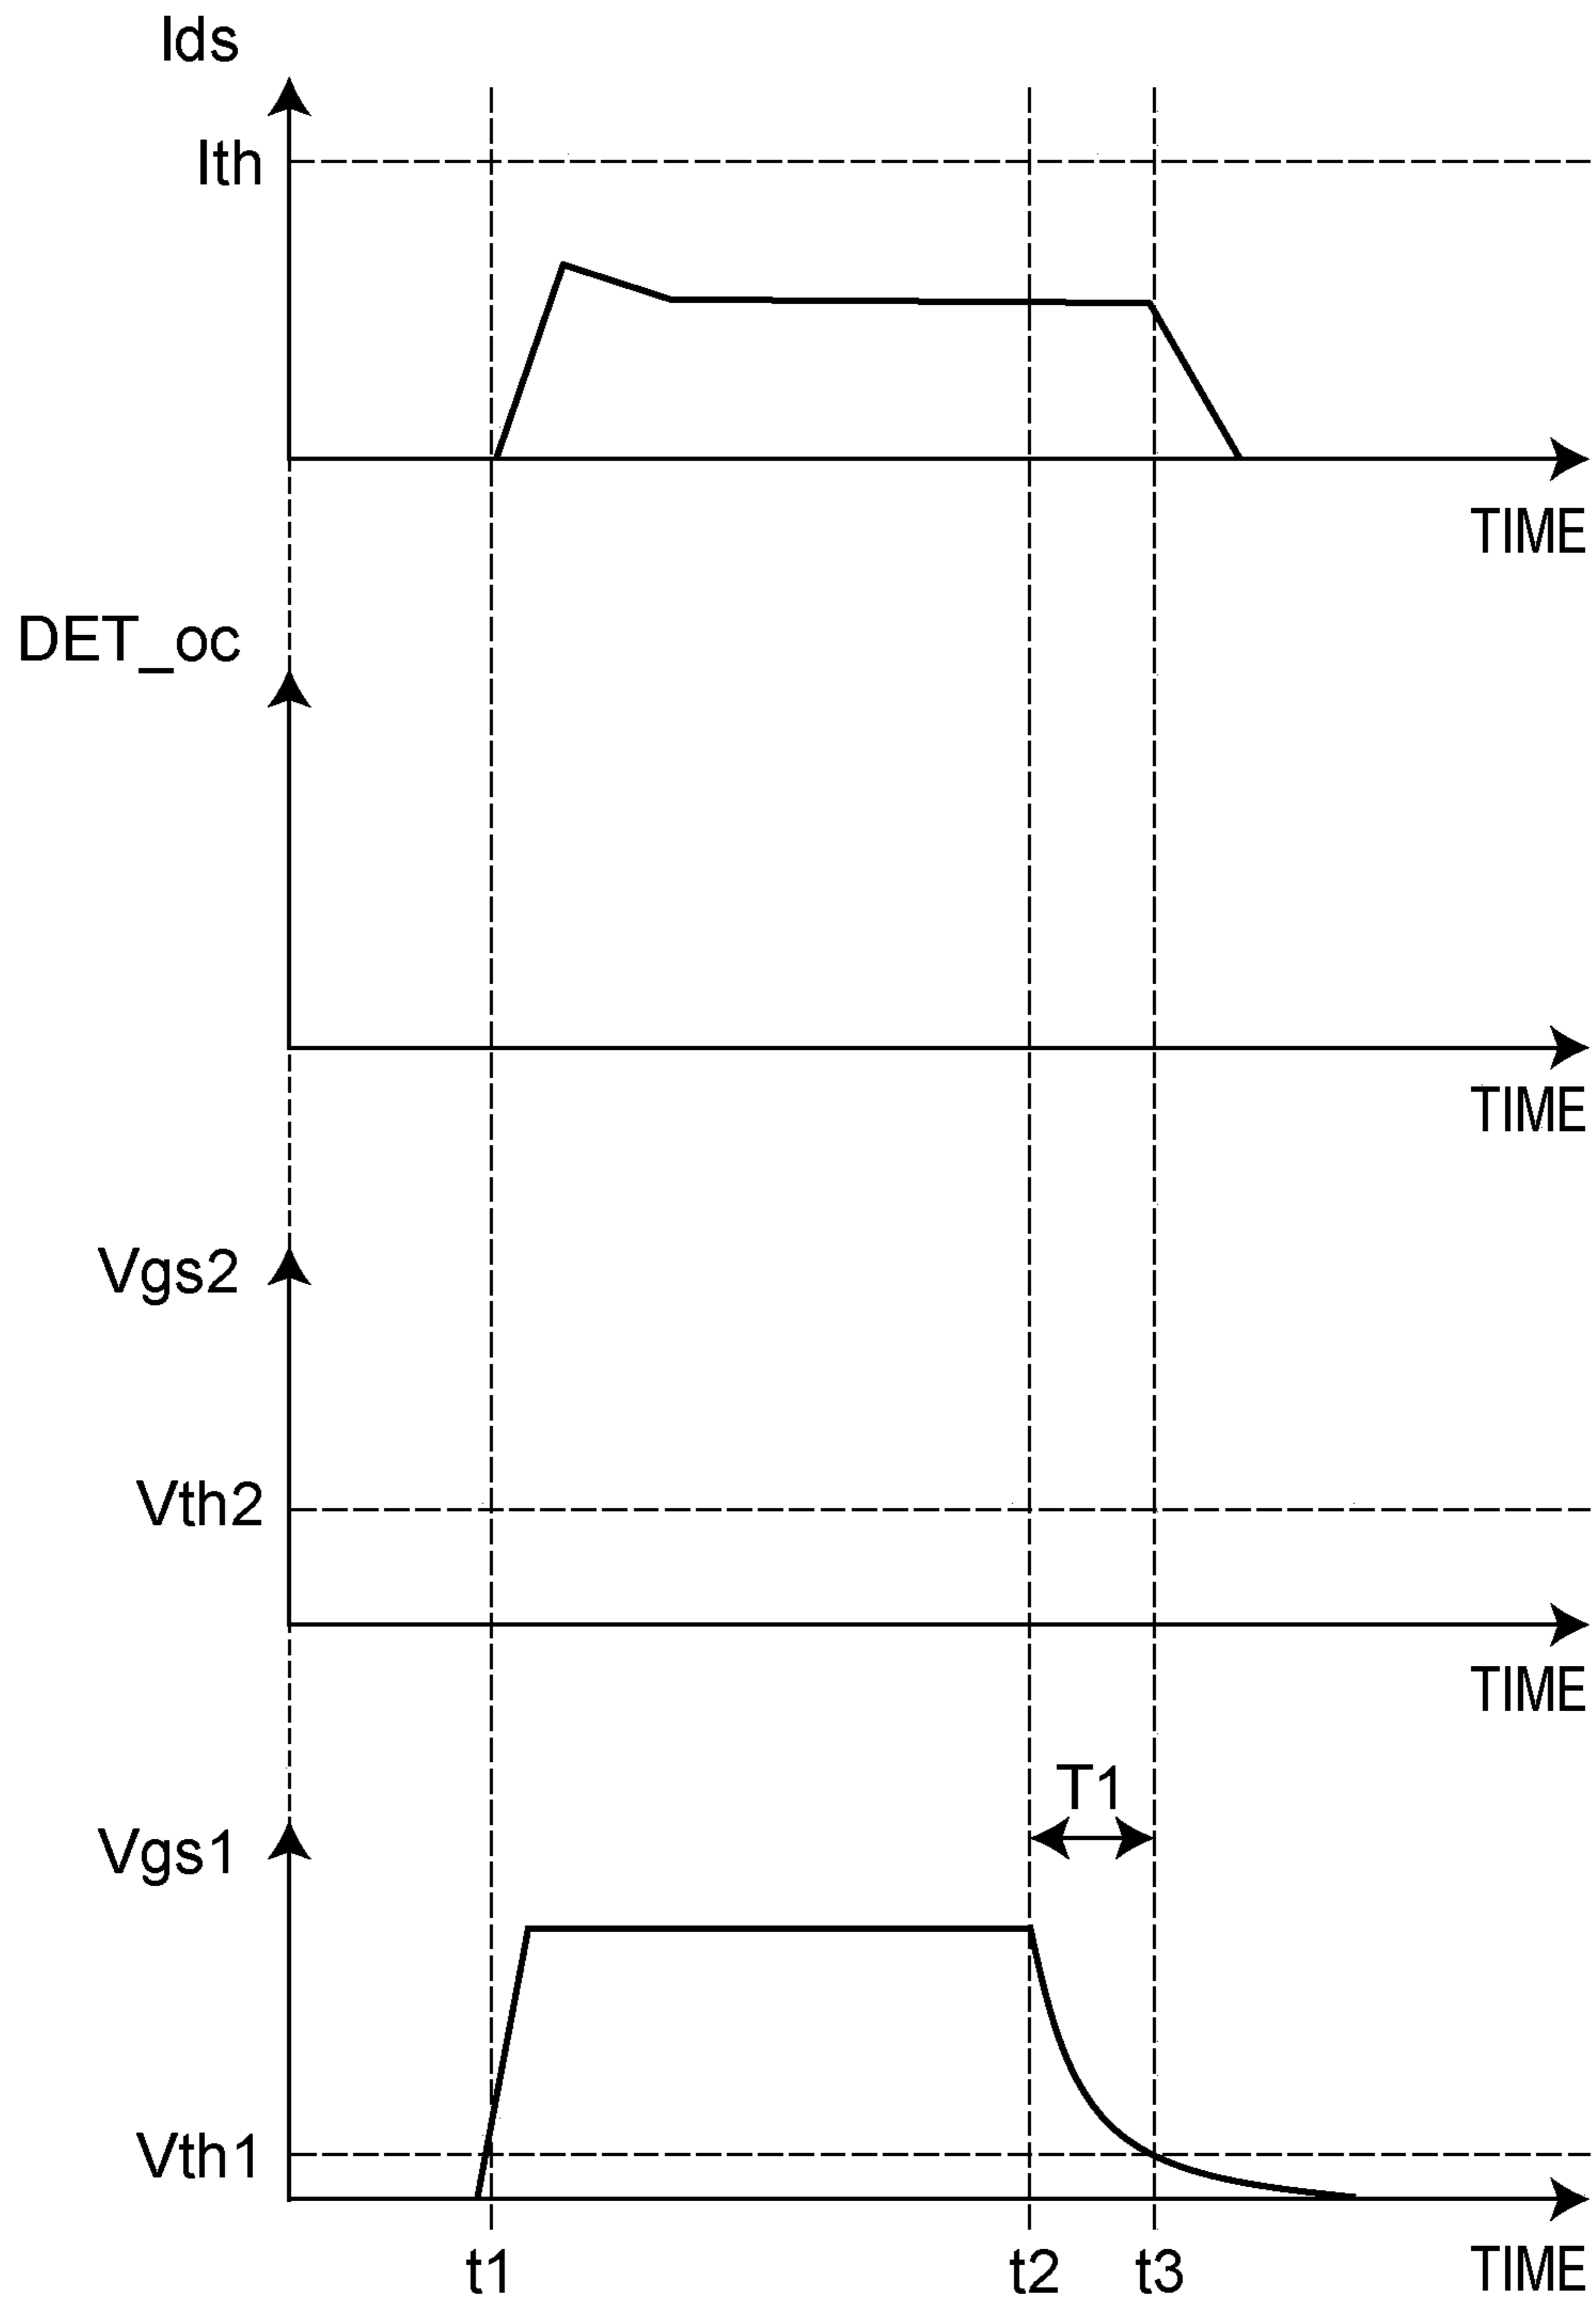 Ids
Ith
TIME
DET_oc
TIME
Vgs2
Vth2
TIME
T1
Vgs1
Vth1
t1 t2 t3 TIME